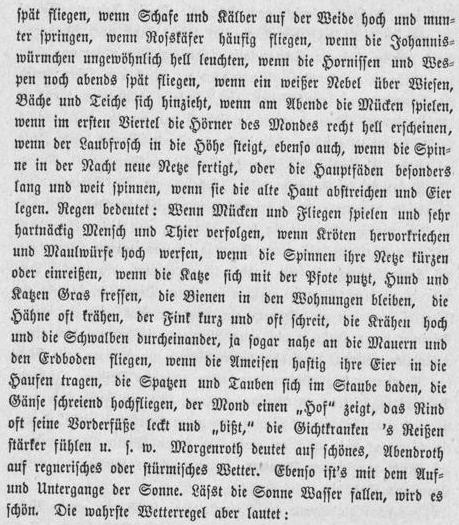 spät fliegen, wenn Schafe und Kälber auf der Weide hoch und mun-
ter springen, wenn Rosskäfer häufig fliegen, wenn die Johannis-
würmchen ungewöhnlich hell leuchten, wenn die Hornissen und Wes-
pen noch abends spät fliegen, wenn ein weißer Nebel über Wiesen,
Bäche und Teiche sich hinzieht, wenn am Abende die Mücken spielen,
wenn im ersten Viertel die Hörner des Mondes recht hell erscheinen,
wenn der Laubfrosch in die Höhe steigt, ebenso auch, wenn die Spin-
ne in der Nacht neue Netze fertigt, oder die Hauptfäden besonders
lang und weit spinnen, wenn sie die alte Haut abstreichen und Eier
legen. Regen bedeutet: Wenn Mücken und Fliegen spielen und sehr
hartnäckig Mensch und Thier verfolgen, wenn Kröten hervorkriechen
und Maulwürfe hoch werfen, wenn die Spinnen ihre Netze kürzen
oder einreißen, wenn die Katze sich mit der Pfote putzt, Hund und
Katzen Gras fressen, die Bienen in den Wohnungen bleiben, die
Hähne oft krähen, der Fink kurz und oft schreit, die Krähen hoch
und die Schwalben durcheinander, ja sogar nahe an die Mauern und
den Erdboden fliegen, wenn die Ameisen hastig ihre Eier in die
Haufen tragen, die Spatzen und Tauben sich im Staube baden, die
Gänse schreiend hochfliegen, der Mond einen „Hof“ zeigt, das Rind
oft seine Vorderfüße leckt und „bißt,“ die Gichtkranken 's Reißen
stärker fühlen u. s. w. Morgenroth deutet auf schönes, Abendroth
auf regnerisches oder stürmisches Wetter. Ebenso ist's mit dem Auf-
und Untergange der Sonne. Lässt die Sonne Wasser fallen, wird es
schön. Die wahrste Wetterregel aber lautet: